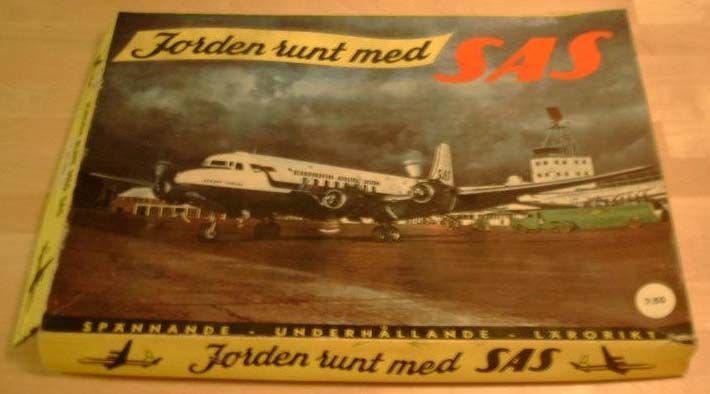 Jorden runt med SAS
SCANDINAVIAN AIRLINES SYSTEM
SAS
SPÄNNANDE - UNDERHÅLLANDE - LÄRORIKT
Jorden runt med SAS